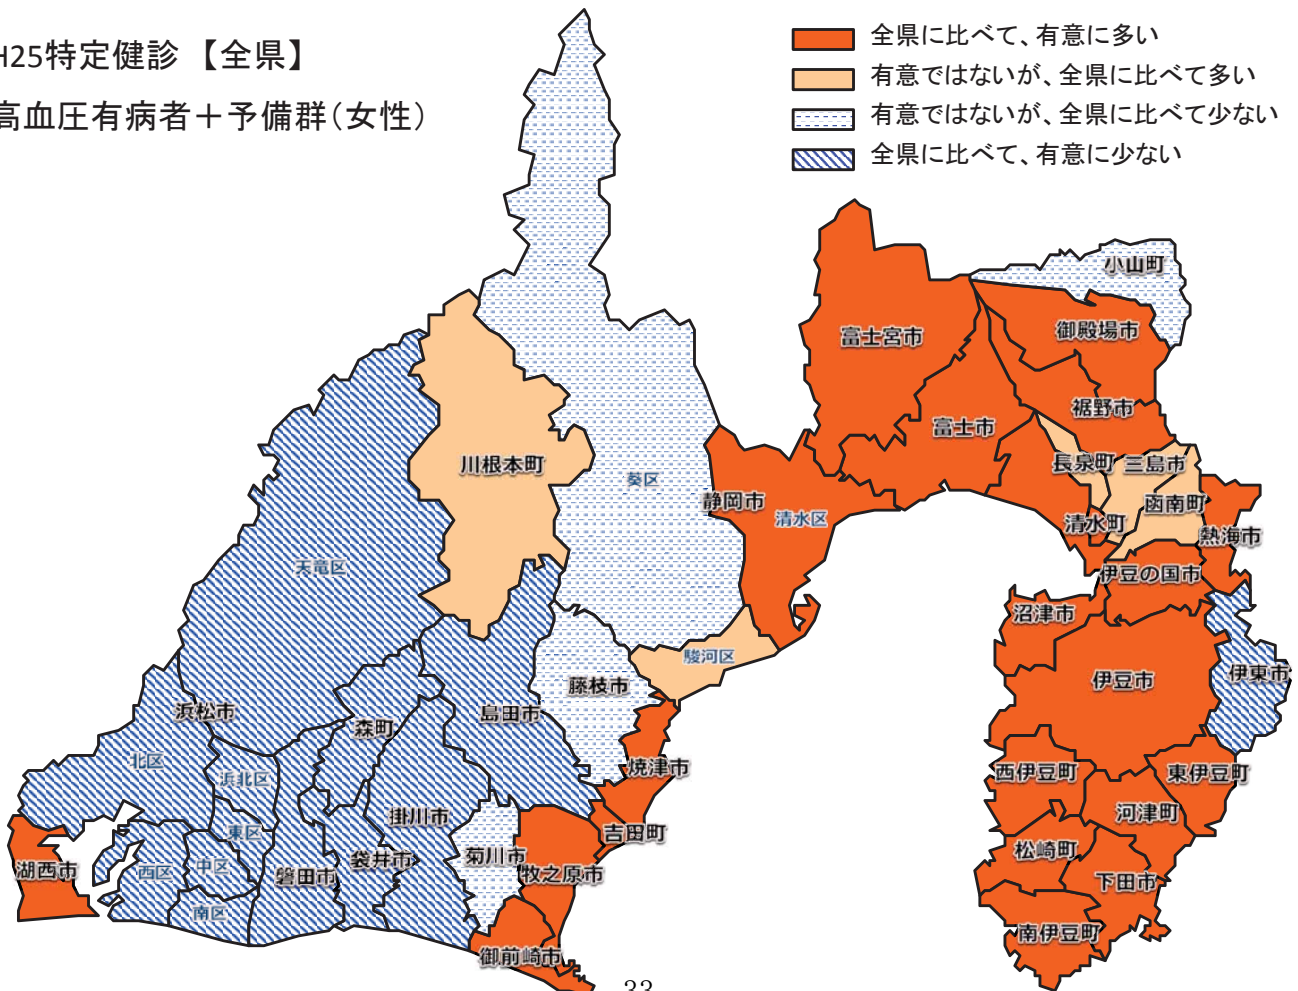 H25特定健診 【全県】
高血圧有病者＋予備群（女性）
全県に比べて、有意に多い
有意ではないが、全県に比べて多い
有意ではないが、全県に比べて少ない
全県に比べて、有意に少ない
小山町
御殿場市
富士宮市
裾野市
富士市
川根本町
長泉町
三島市
葵区
静岡市
清水区
函南町
清水町
熱海市
天竜区
伊豆の国市
沼津市
駿河区
伊東市
伊豆市
藤枝市
浜松市
島田市
森町
北区
浜北区
焼津市
西伊豆町
東伊豆町
掛川市
河津町
東区
吉田町
菊川市
松崎町
湖西市
西区
中区
磐田市
袋井市
牧之原市
下田市
南区
南伊豆町
御前崎市
33